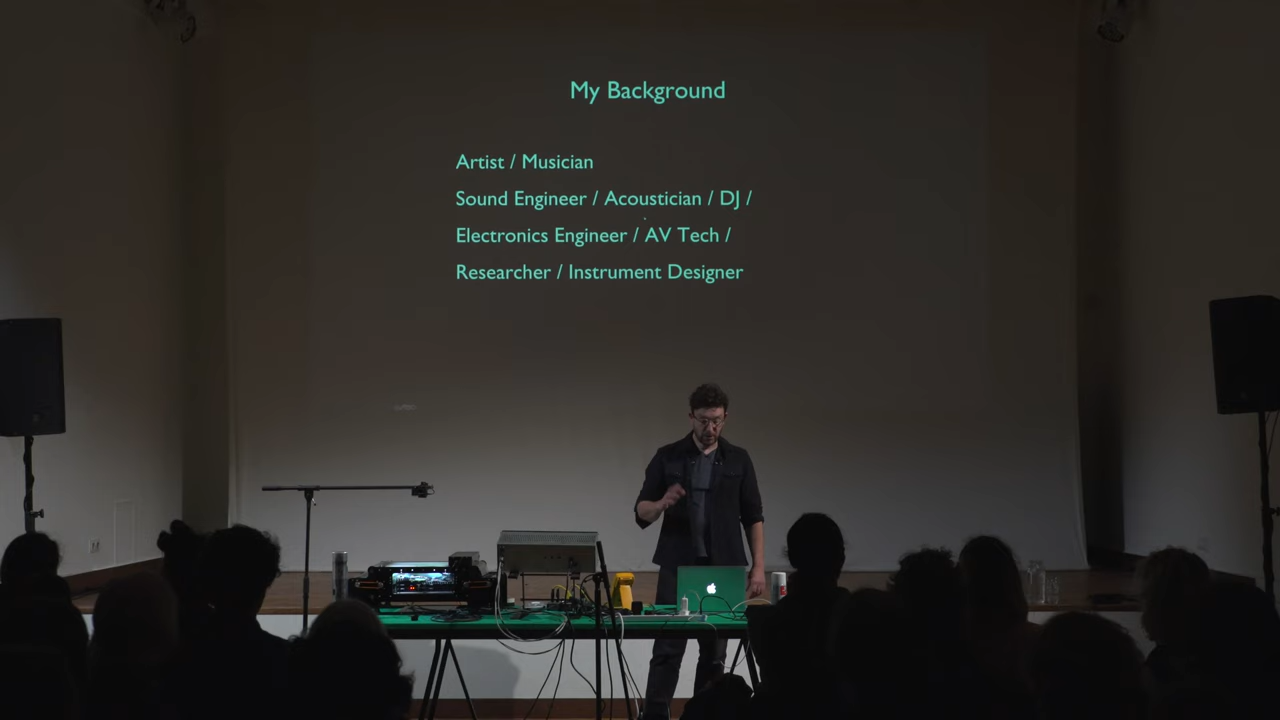 My Background
Artist / Musician
Sound Engineer / Acoustician / DJ /
Electronics Engineer / AV Tech /
Researcher / Instrument Designer